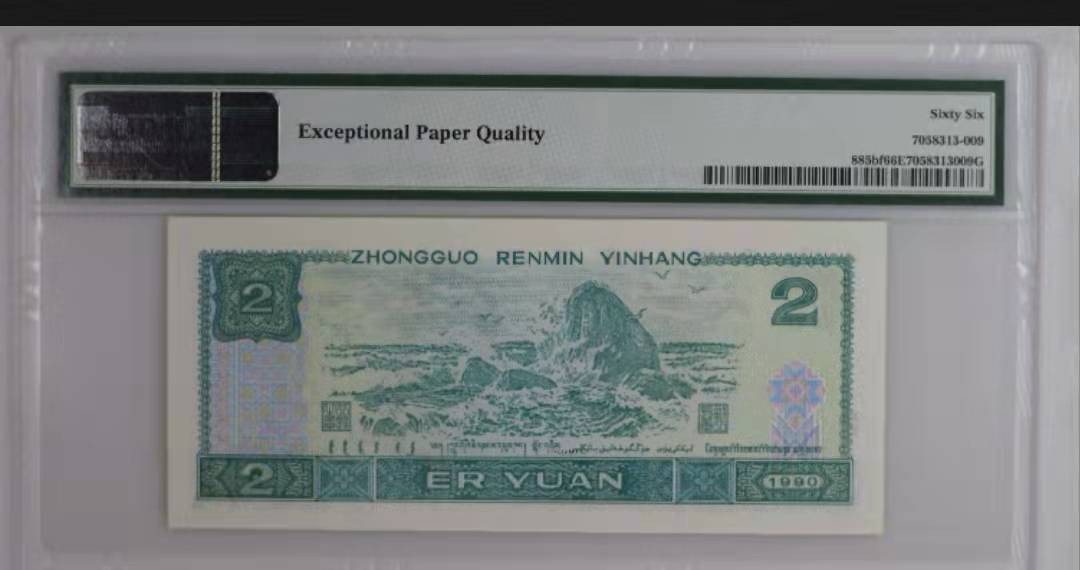 Exceptional Paper Quality
Sixty Six
7058313-009
885bf66E7058313009G
ZHONGGUO RENMIN YINHANG
2
2
2
ER YUAN
1990